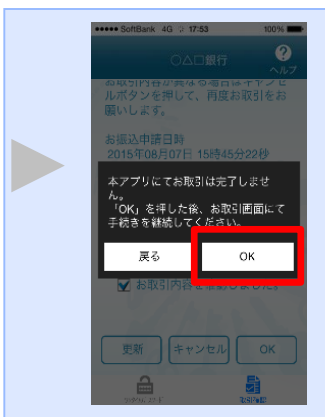 ●●●●● SoftBank 4G 17:53 100%
○△□銀行
?
ヘルプ
お取引内容が異なる場合はキャンセ
ルボタンを押して、再度お取引をお
願いします。
お振込申請日時
2015年08月07日 15時45分22秒
本アプリにてお取引は完了しませ
ん。
「OK」を押した後、お取引画面にて
手続きを継続してください。
戻る OK
お取引内容を確認しました。
更新 キャンセル OK
取引確認